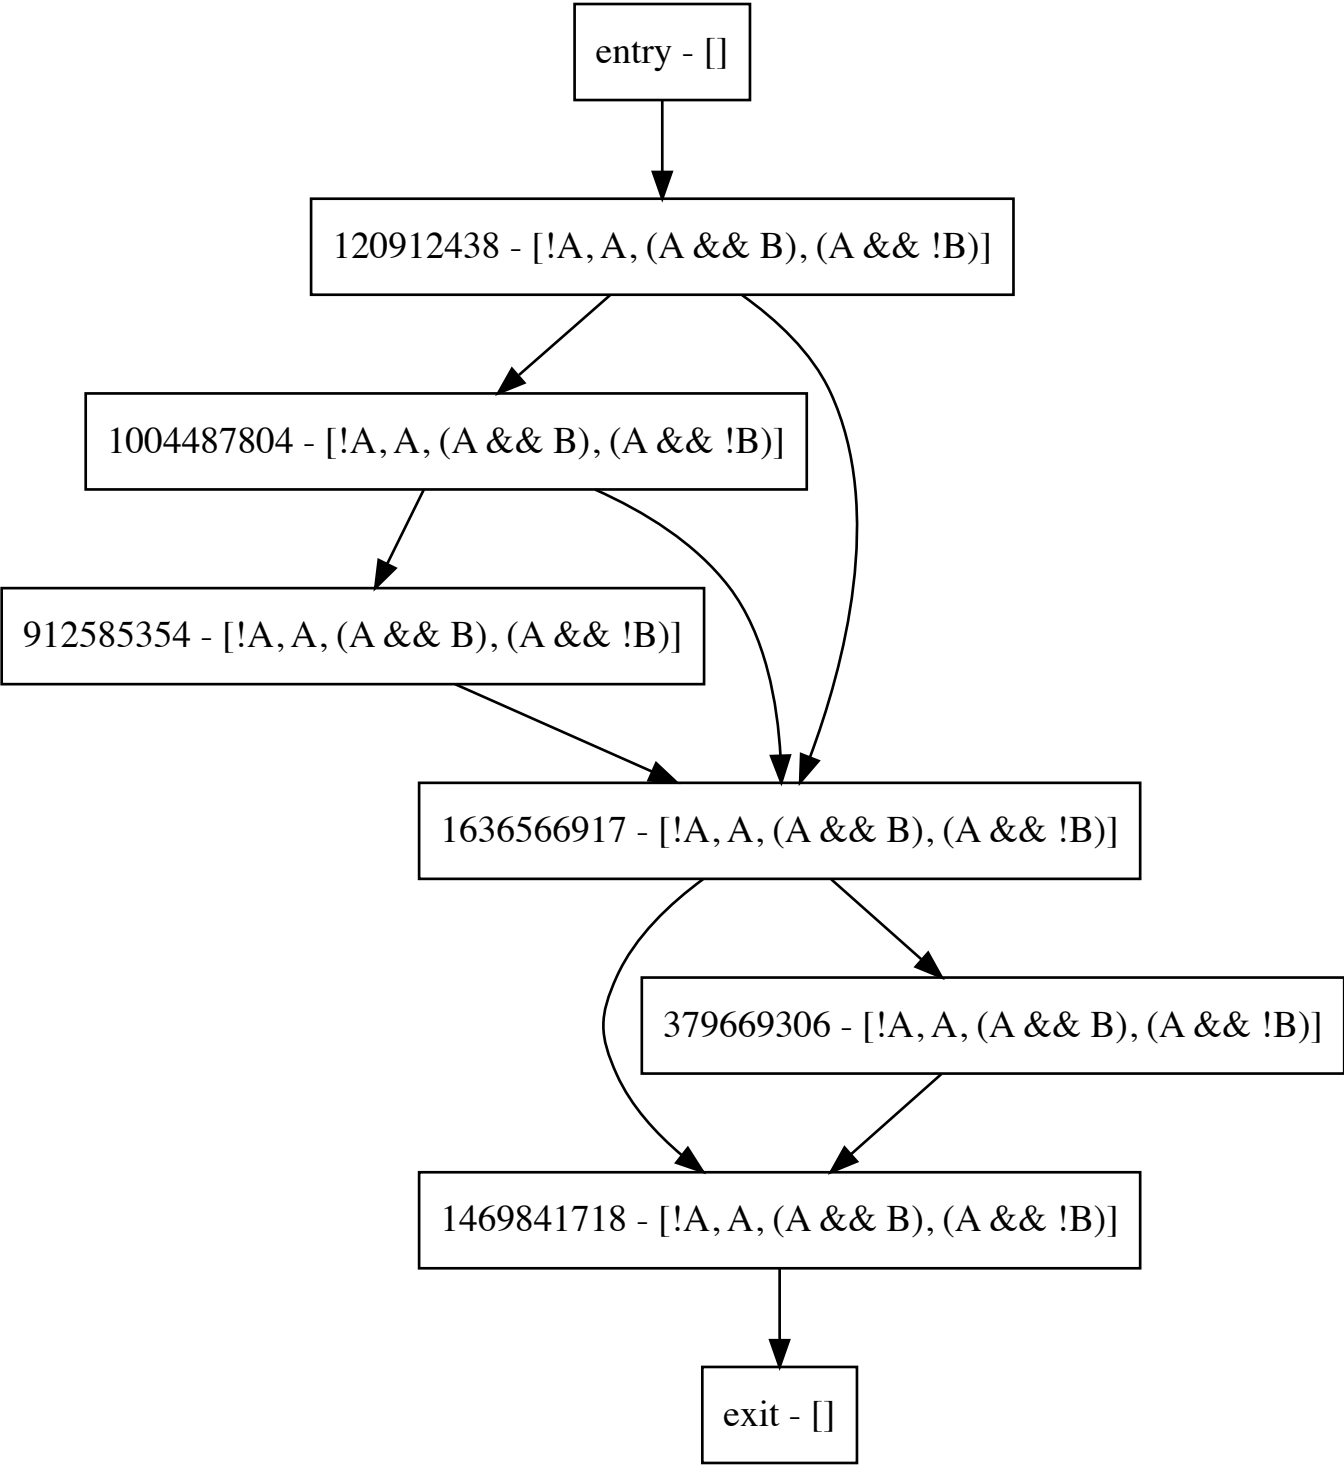 entry - []
120912438 - [!A, A, (A && B), (A && !B)]
1004487804 - [!A, A, (A && B), (A && !B)]
912585354 - [!A, A, (A && B), (A && !B)]
1636566917 - [!A, A, (A && B), (A && !B)]
379669306 - [!A, A, (A && B), (A && !B)]
1469841718 - [!A, A, (A && B), (A && !B)]
exit - []